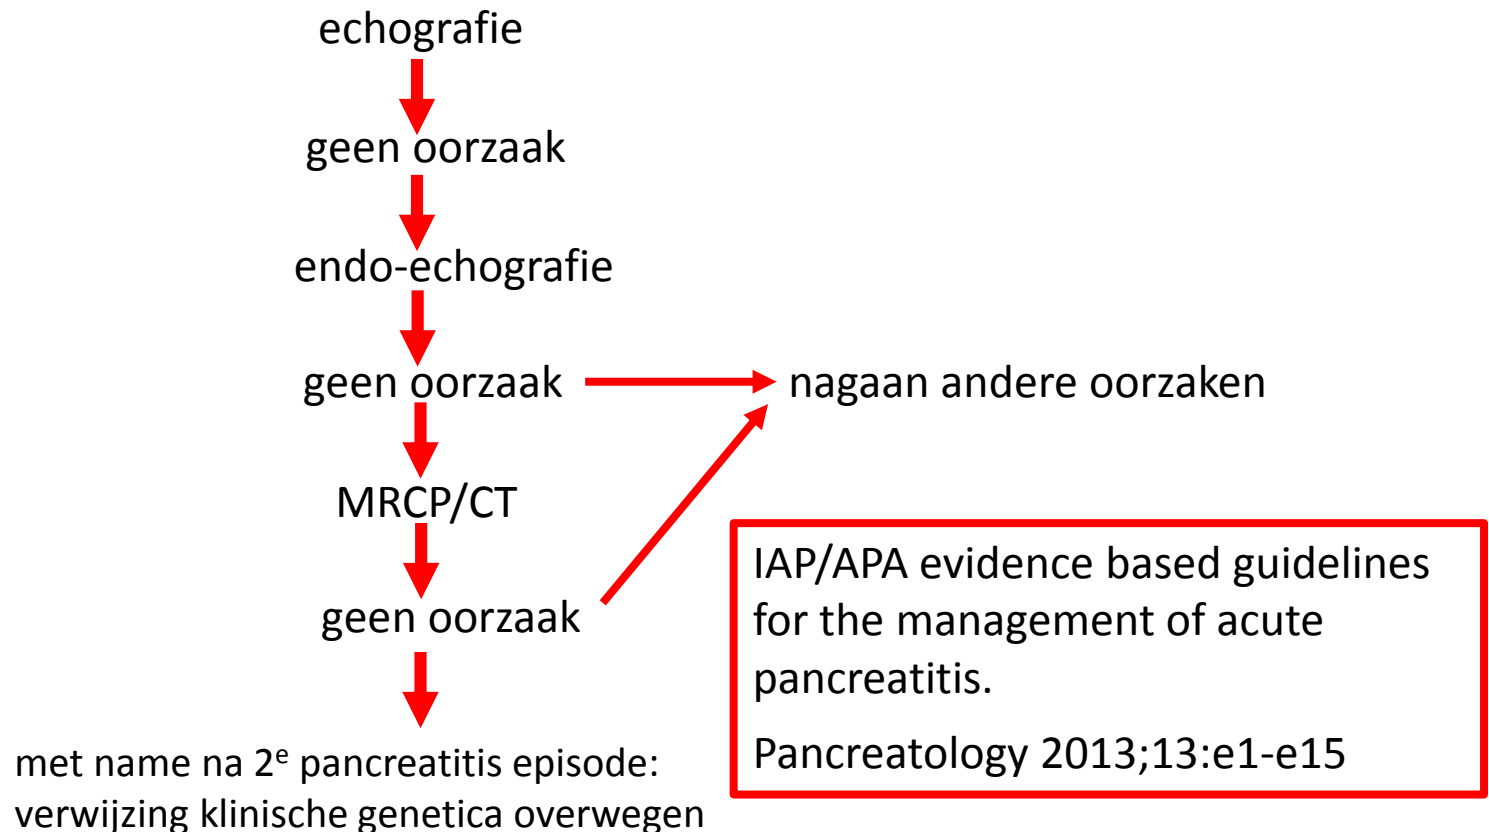 echografie
geen oorzaak
endo-echografie
geen oorzaak
nagaan andere oorzaken
MRCP/CT
geen oorzaak
met name na 2e pancreatitis episode:
verwijzing klinische genetica overwegen
IAP/APA evidence based guidelines
for the management of acute
pancreatitis.
Pancreatology 2013;13:e1-e15